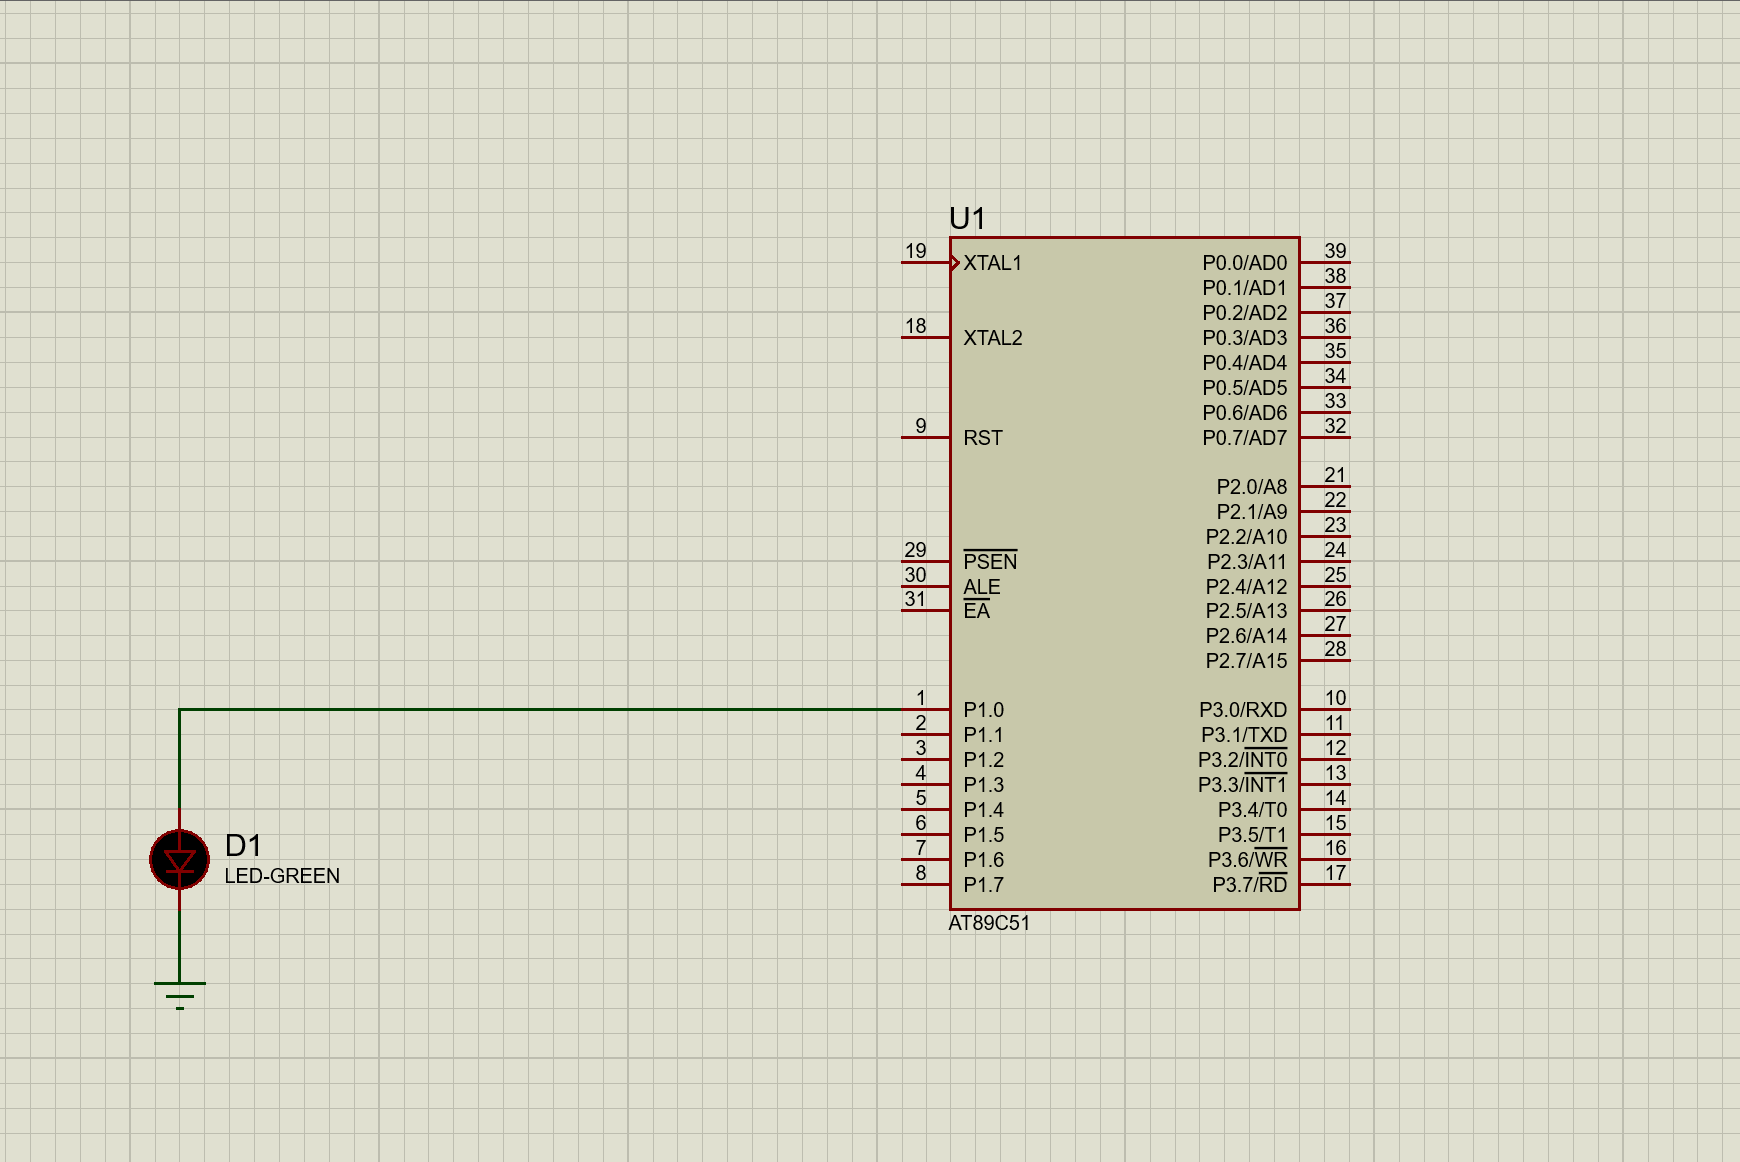 U1
19 XTAL1 P0.0/AD0 39
P0.1/AD1 38
P0.2/AD2 37
18 XTAL2 P0.3/AD3 36
P0.4/AD4 35
P0.5/AD5 34
P0.6/AD6 33
9 RST P0.7/AD7 32
P2.0/A8 21
P2.1/A9 22
P2.2/A10 23
29 PSEN P2.3/A11 24
30 ALE P2.4/A12 25
31 EA P2.5/A13 26
P2.6/A14 27
P2.7/A15 28
1 P1.0 P3.0/RXD 10
2 P1.1 P3.1/TXD 11
3 P1.2 P3.2/INT0 12
4 P1.3 P3.3/INT1 13
5 P1.4 P3.4/T0 14
6 P1.5 P3.5/T1 15
7 P1.6 P3.6/WR 16
8 P1.7 P3.7/RD 17
AT89C51
D1
LED-GREEN